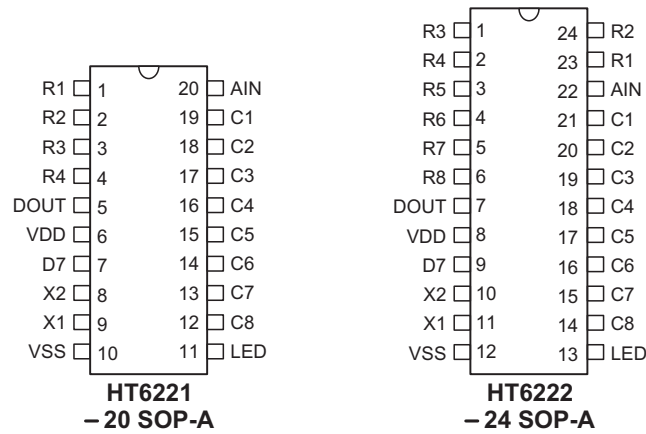 R1 1 20 AIN
R2 2 19 C1
R3 3 18 C2
R4 4 17 C3
DOUT 5 16 C4
VDD 6 15 C5
D7 7 14 C6
X2 8 13 C7
X1 9 12 C8
VSS 10 11 LED
HT6221
– 20 SOP-A
R3 1 24 R2
R4 2 23 R1
R5 3 22 AIN
R6 4 21 C1
R7 5 20 C2
R8 6 19 C3
DOUT 7 18 C4
VDD 8 17 C5
D7 9 16 C6
X2 10 15 C7
X1 11 14 C8
VSS 12 13 LED
HT6222
– 24 SOP-A